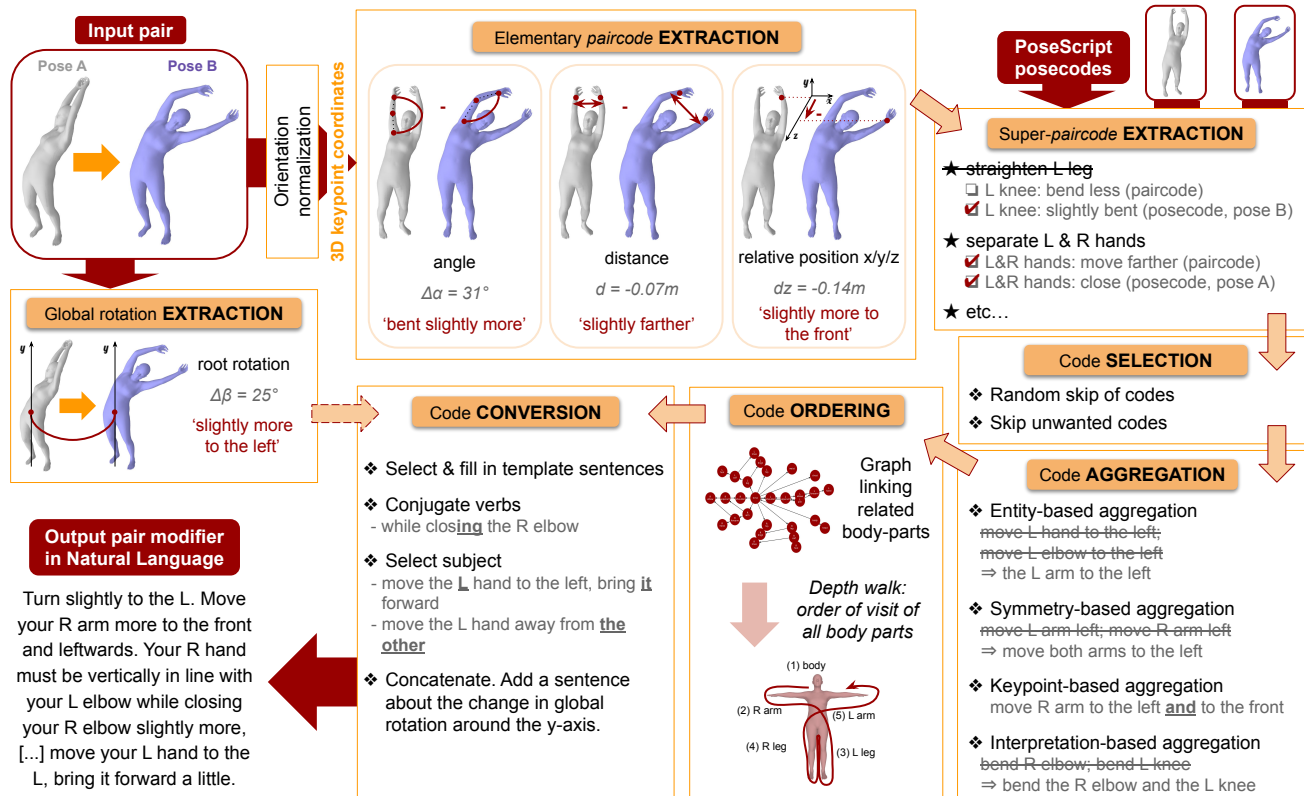 Input pair
Pose A
Pose B
Orientation
normalization
3D keypoint coordinates
Elementary paircode EXTRACTION
y
x
z
-
-
-
angle
Δα = 31°
'bent slightly more'
distance
d = -0.07m
'slightly farther'
relative position x/y/z
dz = -0.14m
'slightly more to
the front'
PoseScript
posecodes
Super-paircode EXTRACTION
★ straighten L leg
❑ L knee: bend less (paircode)
L knee: slightly bent (posecode, pose B)
★ separate L & R hands
L&R hands: move farther (paircode)
L&R hands: close (posecode, pose A)
★ etc…
Global rotation EXTRACTION
y
y
root rotation
Δβ = 25°
'slightly more
to the left'
Code SELECTION
❖ Random skip of codes
❖ Skip unwanted codes
Code AGGREGATION
❖ Entity-based aggregation
move L hand to the left;
move L elbow to the left
⇒ the L arm to the left
❖ Symmetry-based aggregation
move L arm left; move R arm left
⇒ move both arms to the left
❖ Keypoint-based aggregation
move R arm to the left and to the front
❖ Interpretation-based aggregation
bend R elbow; bend L knee
⇒ bend the R elbow and the L knee
Code ORDERING
Graph
linking
related
body-parts
Depth walk:
order of visit of
all body parts
(1) body
(2) R arm
(5) L arm
(4) R leg
(3) L leg
Code CONVERSION
❖ Select & fill in template sentences
❖ Conjugate verbs
- while closing the R elbow
❖ Select subject
- move the L hand to the left, bring it
forward
- move the L hand away from the
other
❖ Concatenate. Add a sentence
about the change in global
rotation around the y-axis.
Output pair modifier
in Natural Language
Turn slightly to the L. Move
your R arm more to the front
and leftwards. Your R hand
must be vertically in line with
your L elbow while closing
your R elbow slightly more,
[...] move your L hand to the
L, bring it forward a little.